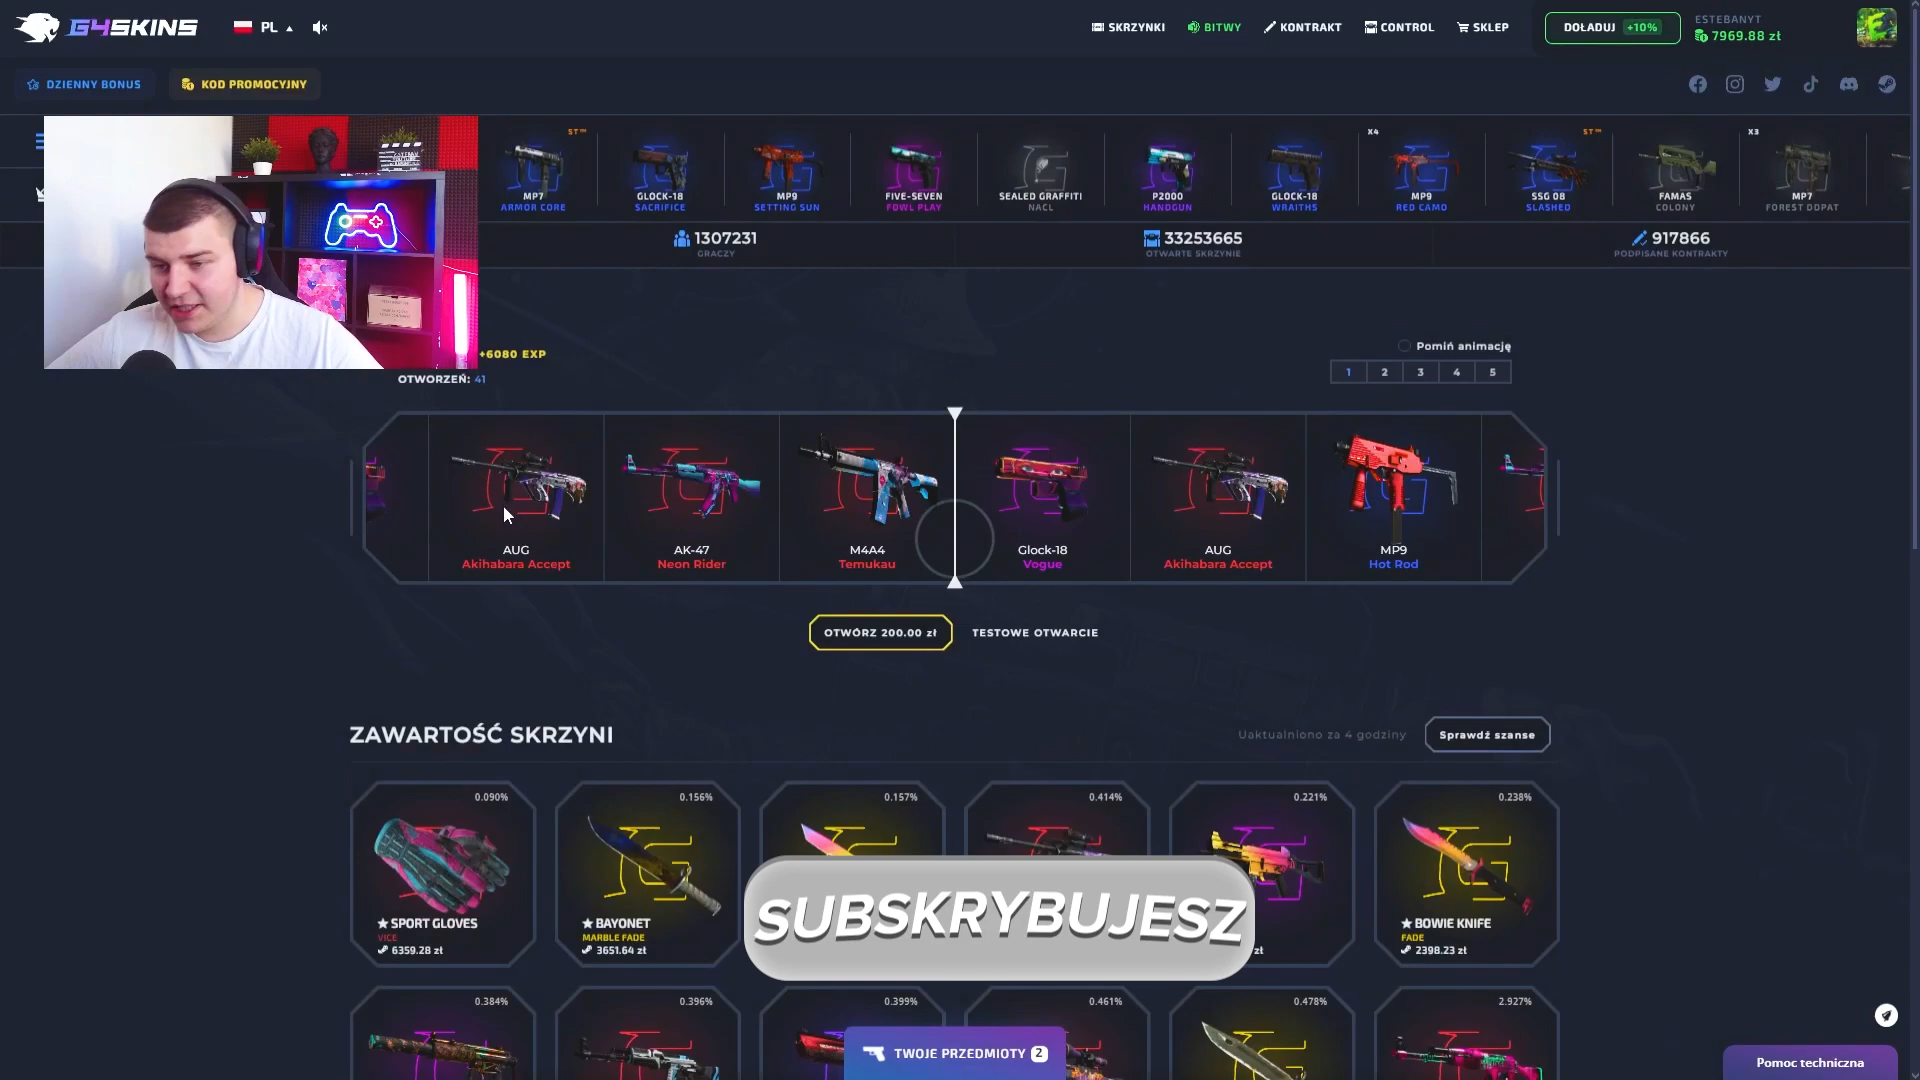 G4SKINS
PL
SKRZYNKI
BITWY
KONTRAKT
CONTROL
SKLEP
DOŁADUJ +10%
ESTEBANYT
7969.88 zł
DZIENNY BONUS
KOD PROMOCYJNY
ST™
MP7
ARMOR CORE
GLOCK-18
SACRIFICE
MP9
SETTING SUN
FIVE-SEVEN
FOWL PLAY
SEALED GRAFFITI
NACL
P2000
HANDGUN
GLOCK-18
WRAITHS
X4
MP9
RED CAMO
ST™
SSG 08
SLASHED
FAMAS
COLONY
X3
MP7
FOREST DDPAT
1307231
GRACZY
33253665
OTWARTE SKRZYNIE
917866
PODPISANE KONTRAKTY
+6080 EXP
OTWORZEŃ: 41
Pomiń animację
1 2 3 4 5
AUG
Akihabara Accept
AK-47
Neon Rider
M4A4
Temukau
Glock-18
Vogue
AUG
Akihabara Accept
MP9
Hot Rod
OTWÓRZ 200.00 zł
TESTOWE OTWARCIE
ZAWARTOŚĆ SKRZYNI
Uaktualniono za 4 godziny
Sprawdź szanse
0.090%
★ SPORT GLOVES
VICE
6359.28 zł
0.156%
★ BAYONET
MARBLE FADE
3651.64 zł
0.157%
0.414%
0.221%
zł
0.238%
★ BOWIE KNIFE
FADE
2398.23 zł
SUBSKRYBUJESZ
0.384%
0.396%
0.399%
0.461%
0.478%
2.927%
TWOJE PRZEDMIOTY 2
Pomoc techniczna